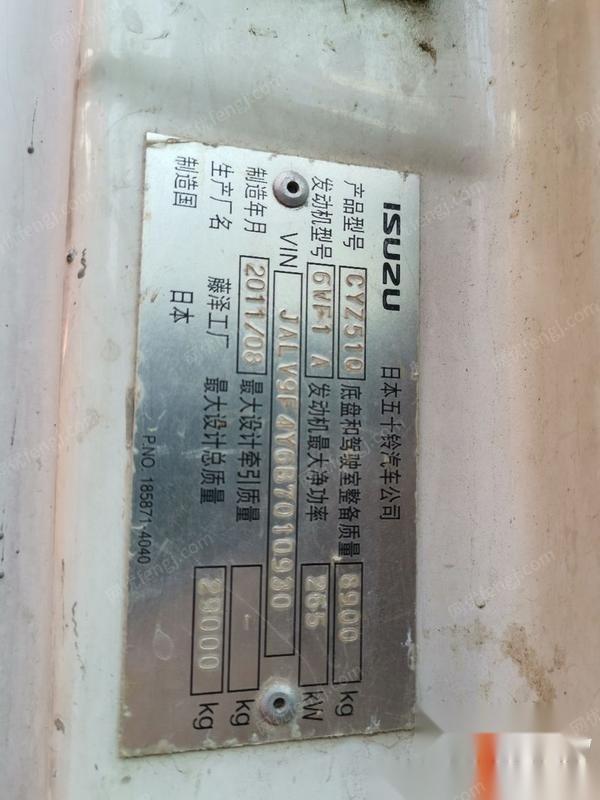 ISUZU 日本五十铃汽车公司
产品型号 CYZ51Q 底盘和驾驶室整备质量 8900 kg
发动机型号 6WF1 A 发动机最大净功率 265 kW
VIN JALV9F4Y6B7010930
制造年月 2011/08 最大设计牵引质量 - kg
生产厂名 藤泽工厂 最大设计总质量 29000 kg
制造国 日本 P.NO. 185871-4040